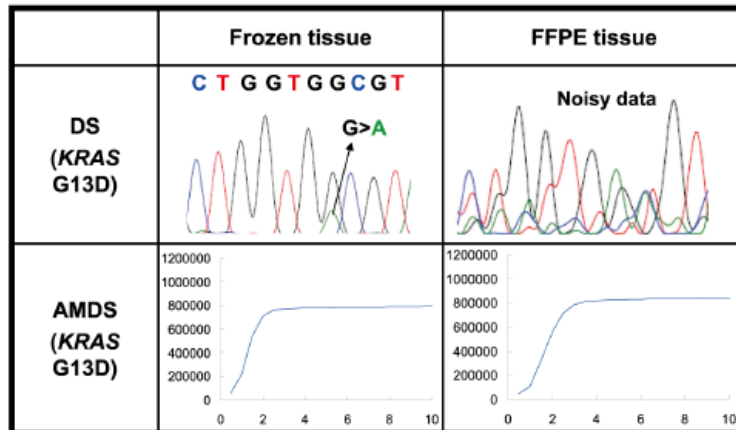 Frozen tissue
FFPE tissue
DS
(KRAS
G13D)
C T G G T G G C G T
G>A
Noisy data
AMDS
(KRAS
G13D)
1200000
1000000
800000
600000
400000
200000
0
0 2 4 6 8 10
1200000
1000000
800000
600000
400000
200000
0
0 2 4 6 8 10